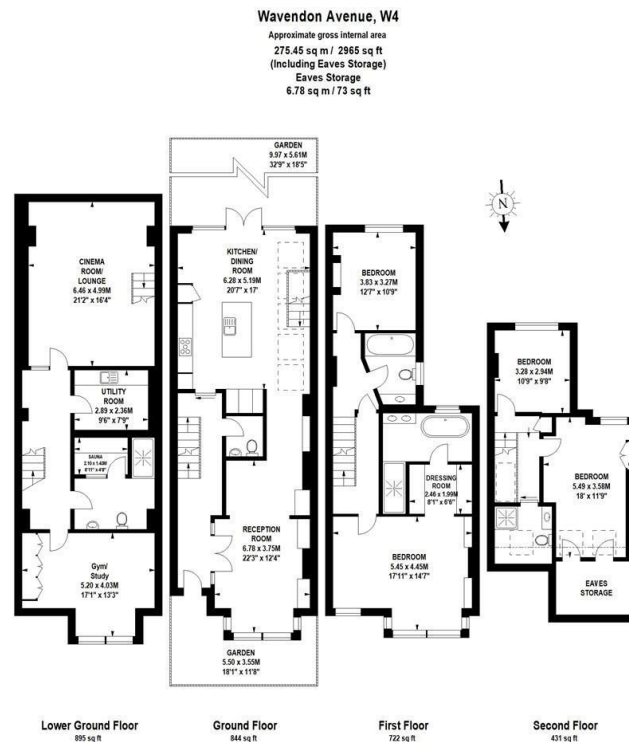 Wavendon Avenue, W4
Approximate gross internal area
275.45 sq m / 2965 sq ft
(Including Eaves Storage)
Eaves Storage
6.78 sq m / 73 sq ft
GARDEN
9.97 x 5.61M
32'9" x 18'5"
N
CINEMA
ROOM/
LOUNGE
6.46 x 4.99M
21'2" x 16'4"
UTILITY
ROOM
2.89 x 2.36M
9'6" x 7'9"
SAUNA
2.10 x 1.43M
6'11" x 4'8"
Gym/
Study
5.20 x 4.03M
17'1" x 13'3"
KITCHEN/
DINING
ROOM
6.28 x 5.19M
20'7" x 17'
RECEPTION
ROOM
6.78 x 3.75M
22'3" x 12'4"
GARDEN
5.50 x 3.55M
18'1" x 11'8"
BEDROOM
3.83 x 3.27M
12'7" x 10'9"
DRESSING
ROOM
2.46 x 1.99M
8'1" x 6'6"
BEDROOM
5.45 x 4.45M
17'11" x 14'7"
BEDROOM
3.28 x 2.94M
10'9" x 9'8"
BEDROOM
5.49 x 3.58M
18' x 11'9"
EAVES
STORAGE
Lower Ground Floor
895 sq ft
Ground Floor
844 sq ft
First Floor
722 sq ft
Second Floor
431 sq ft